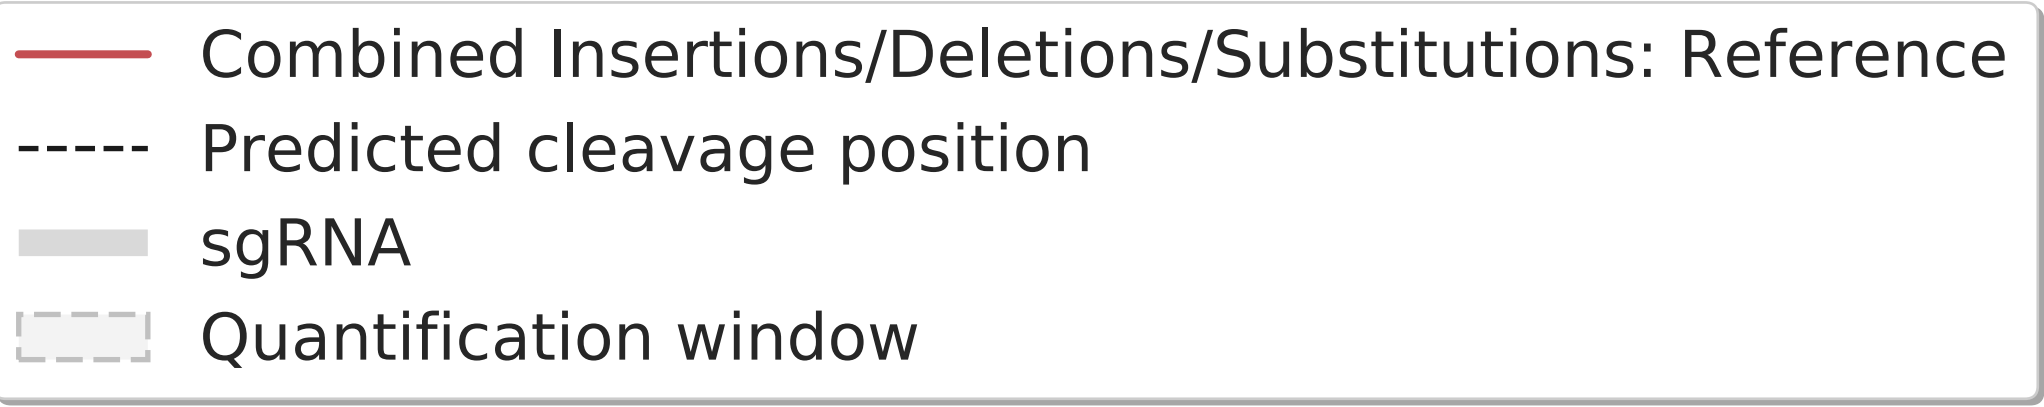 Combined Insertions/Deletions/Substitutions: Reference
Predicted cleavage position
sgRNA
Quantification window